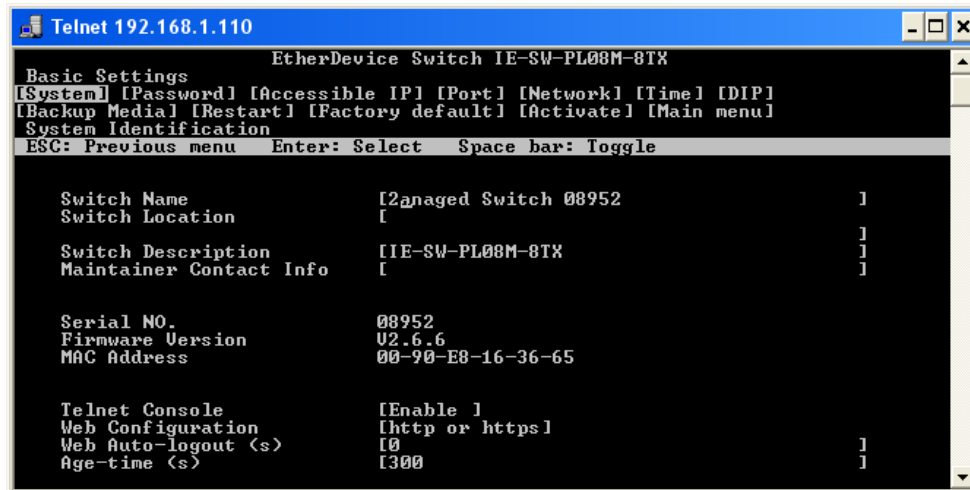 Telnet 192.168.1.110
EtherDevice Switch IE-SW-PL08M-8TX
Basic Settings
[System] [Password] [Accessible IP] [Port] [Network] [Time] [DIP]
[Backup Media] [Restart] [Factory default] [Activate] [Main menu]
System Identification
ESC: Previous menu Enter: Select Space bar: Toggle
Switch Name [2anaged Switch 08952 ]
Switch Location [
]
Switch Description [IE-SW-PL08M-8TX ]
Maintainer Contact Info [ ]
Serial NO. 08952
Firmware Version V2.6.6
MAC Address 00-90-E8-16-36-65
Telnet Console [Enable ]
Web Configuration [http or https]
Web Auto-logout (s) [0 ]
Age-time (s) [300 ]